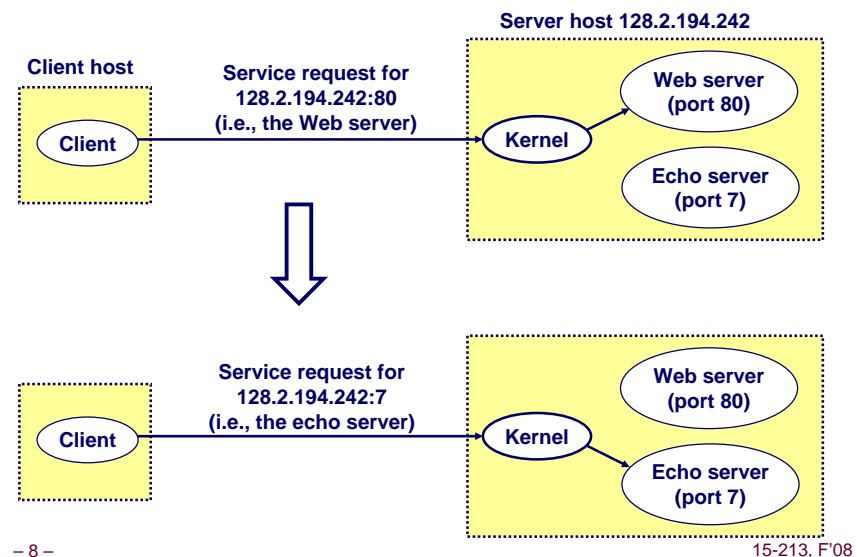 Server host 128.2.194.242
Client host
Service request for
128.2.194.242:80
(i.e., the Web server)
Client
Kernel
Web server
(port 80)
Echo server
(port 7)
Service request for
128.2.194.242:7
(i.e., the echo server)
Client
Kernel
Web server
(port 80)
Echo server
(port 7)
– 8 –
15-213, F’08